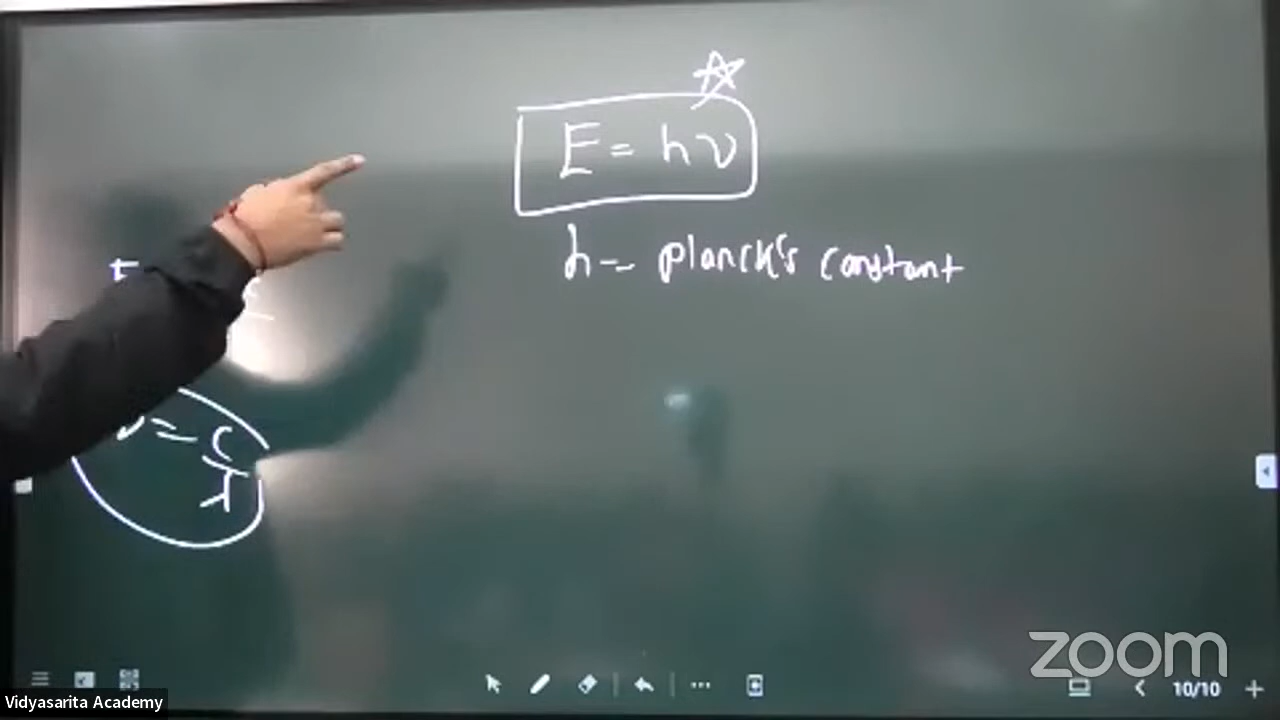 E = hν
h - Planck's constant
ν = c
λ
zoom
10/10
Vidyasarita Academy